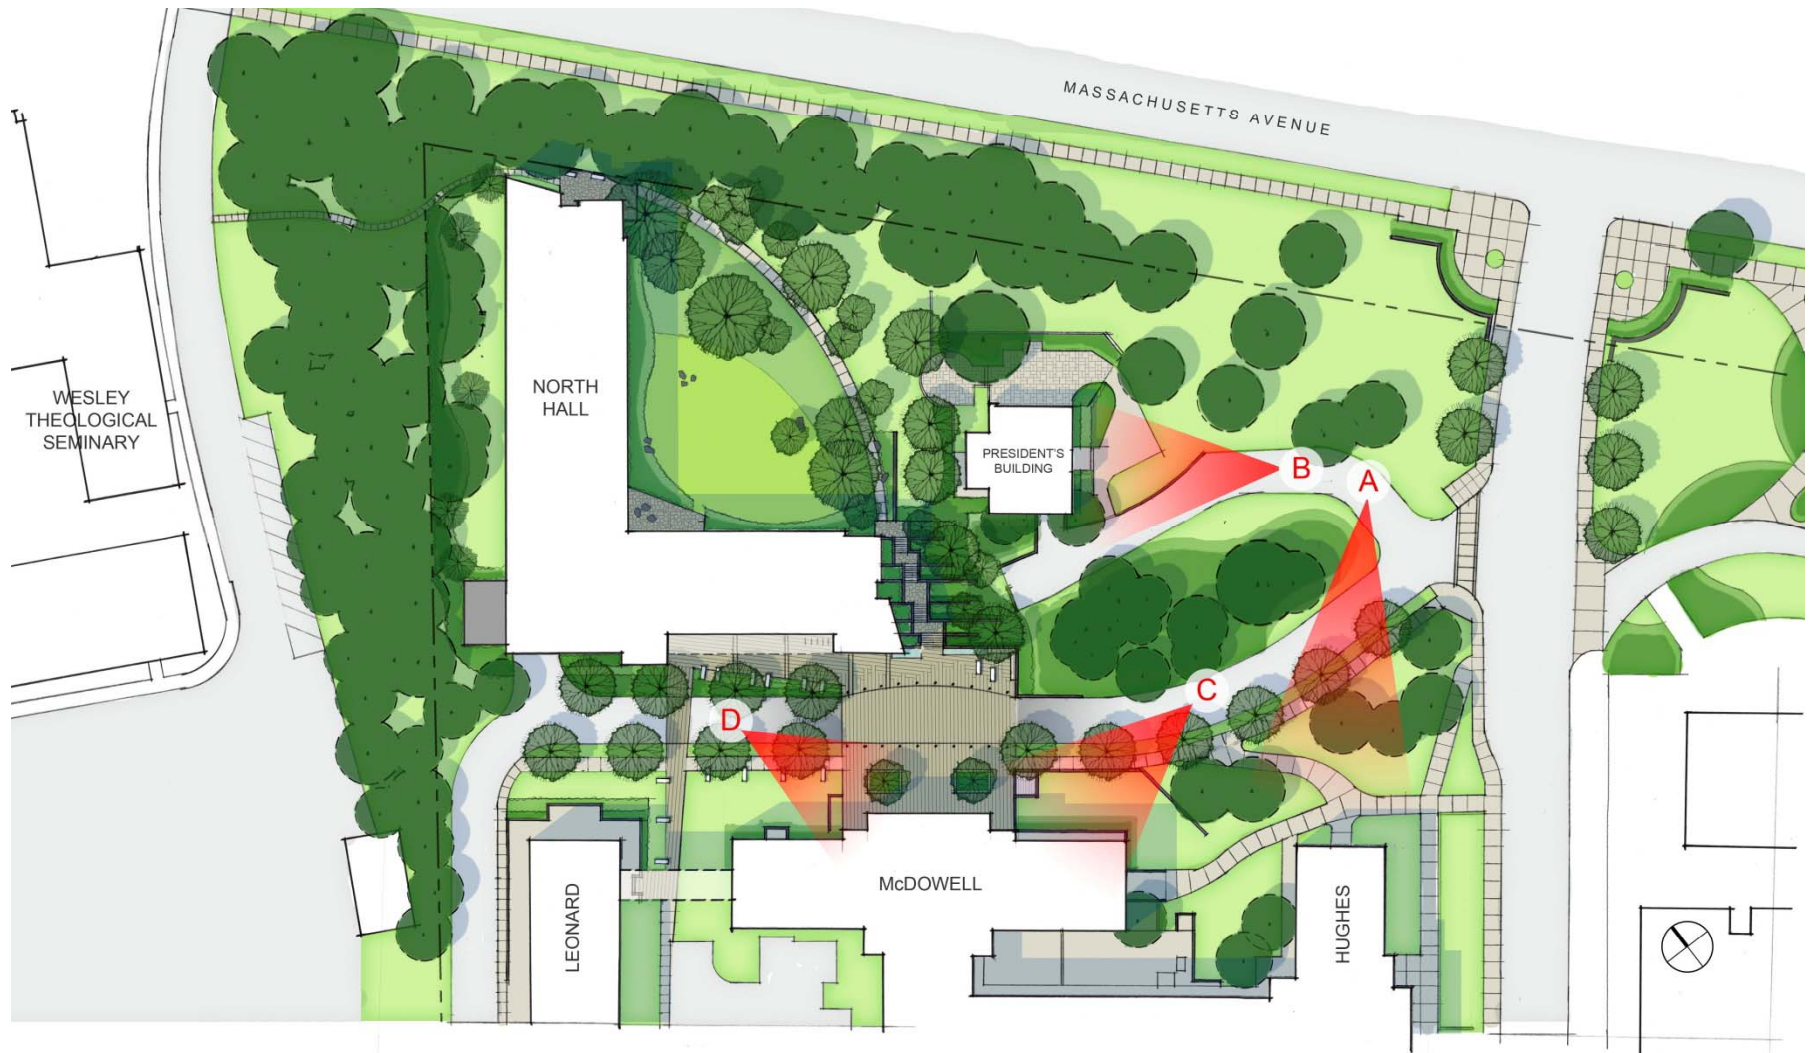 MASSACHUSETTS AVENUE
WESLEY
THEOLOGICAL
SEMINARY
NORTH
HALL
PRESIDENT'S
BUILDING
B
A
C
D
McDOWELL
LEONARD
HUGHES